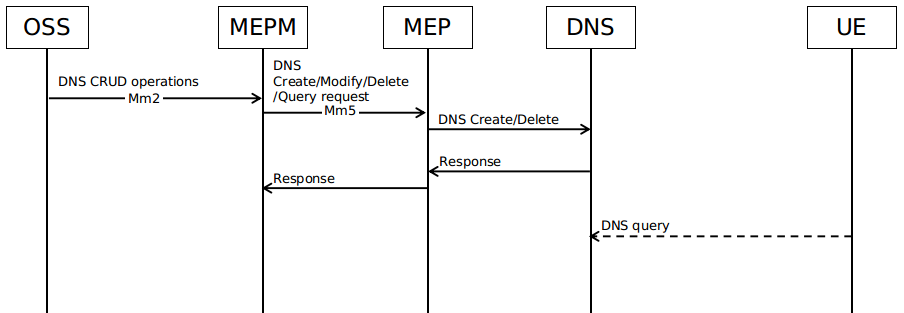 OSS
MEPM
MEP
DNS
UE
DNS CRUD operations
Mm2
DNS
Create/Modify/Delete
/Query request
Mm5
DNS Create/Delete
Response
Response
DNS query